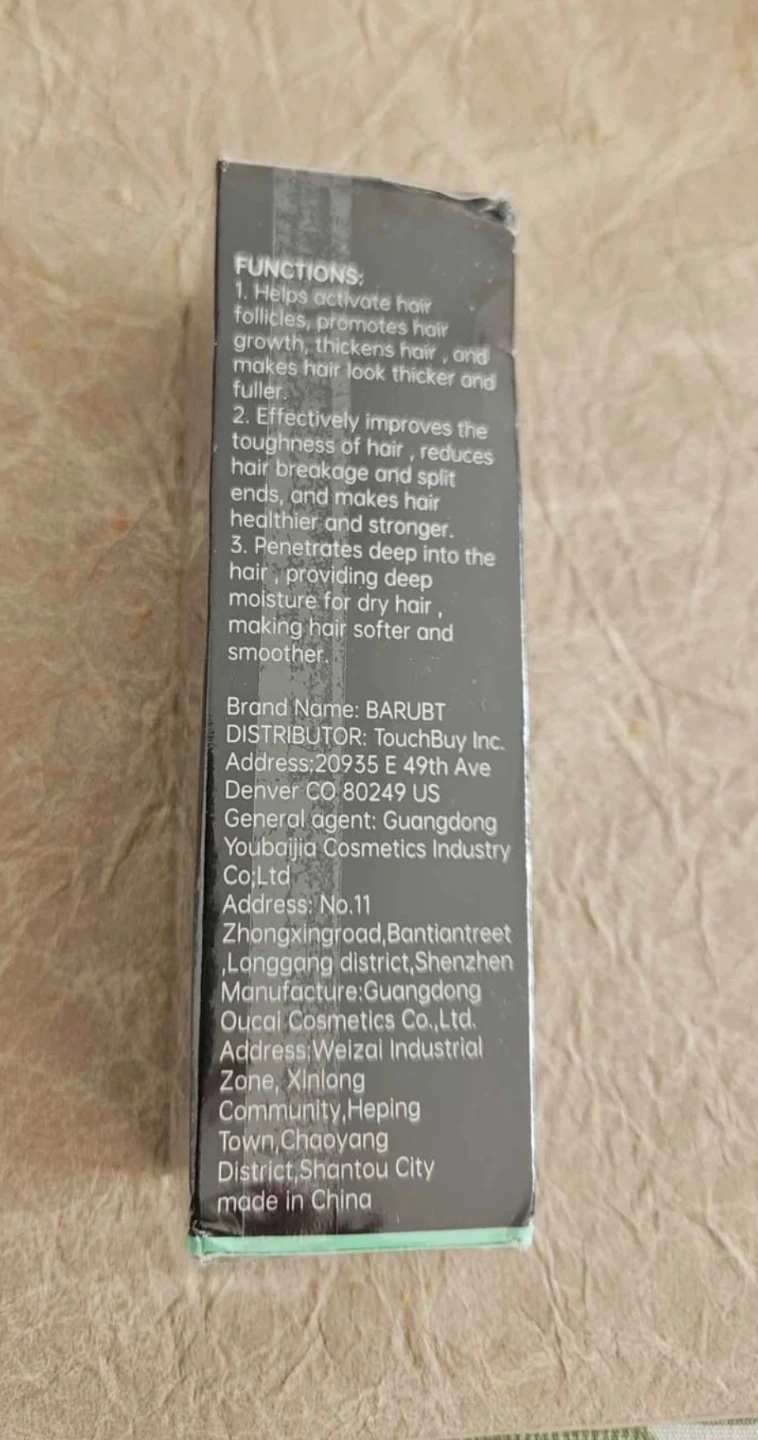 FUNCTIONS:
1. Helps activate hair
follicles, promotes hair
growth, thickens hair , and
makes hair look thicker and
fuller.
2. Effectively improves the
toughness of hair , reduces
hair breakage and split
ends, and makes hair
healthier and stronger.
3. Penetrates deep into the
hair , providing deep
moisture for dry hair ,
making hair softer and
smoother.
Brand Name: BARUBT
DISTRIBUTOR: TouchBuy Inc.
Address:20935 E 49th Ave
Denver CO 80249 US
General agent: Guangdong
Youbaijia Cosmetics Industry
Co;Ltd
Address: No.11
Zhongxingroad,Bantiantreet
,Longgang district,Shenzhen
Manufacture:Guangdong
Oucai Cosmetics Co.,Ltd.
Address:Weizai Industrial
Zone, Xinlong
Community,Heping
Town,Chaoyang
District,Shantou City
made in China